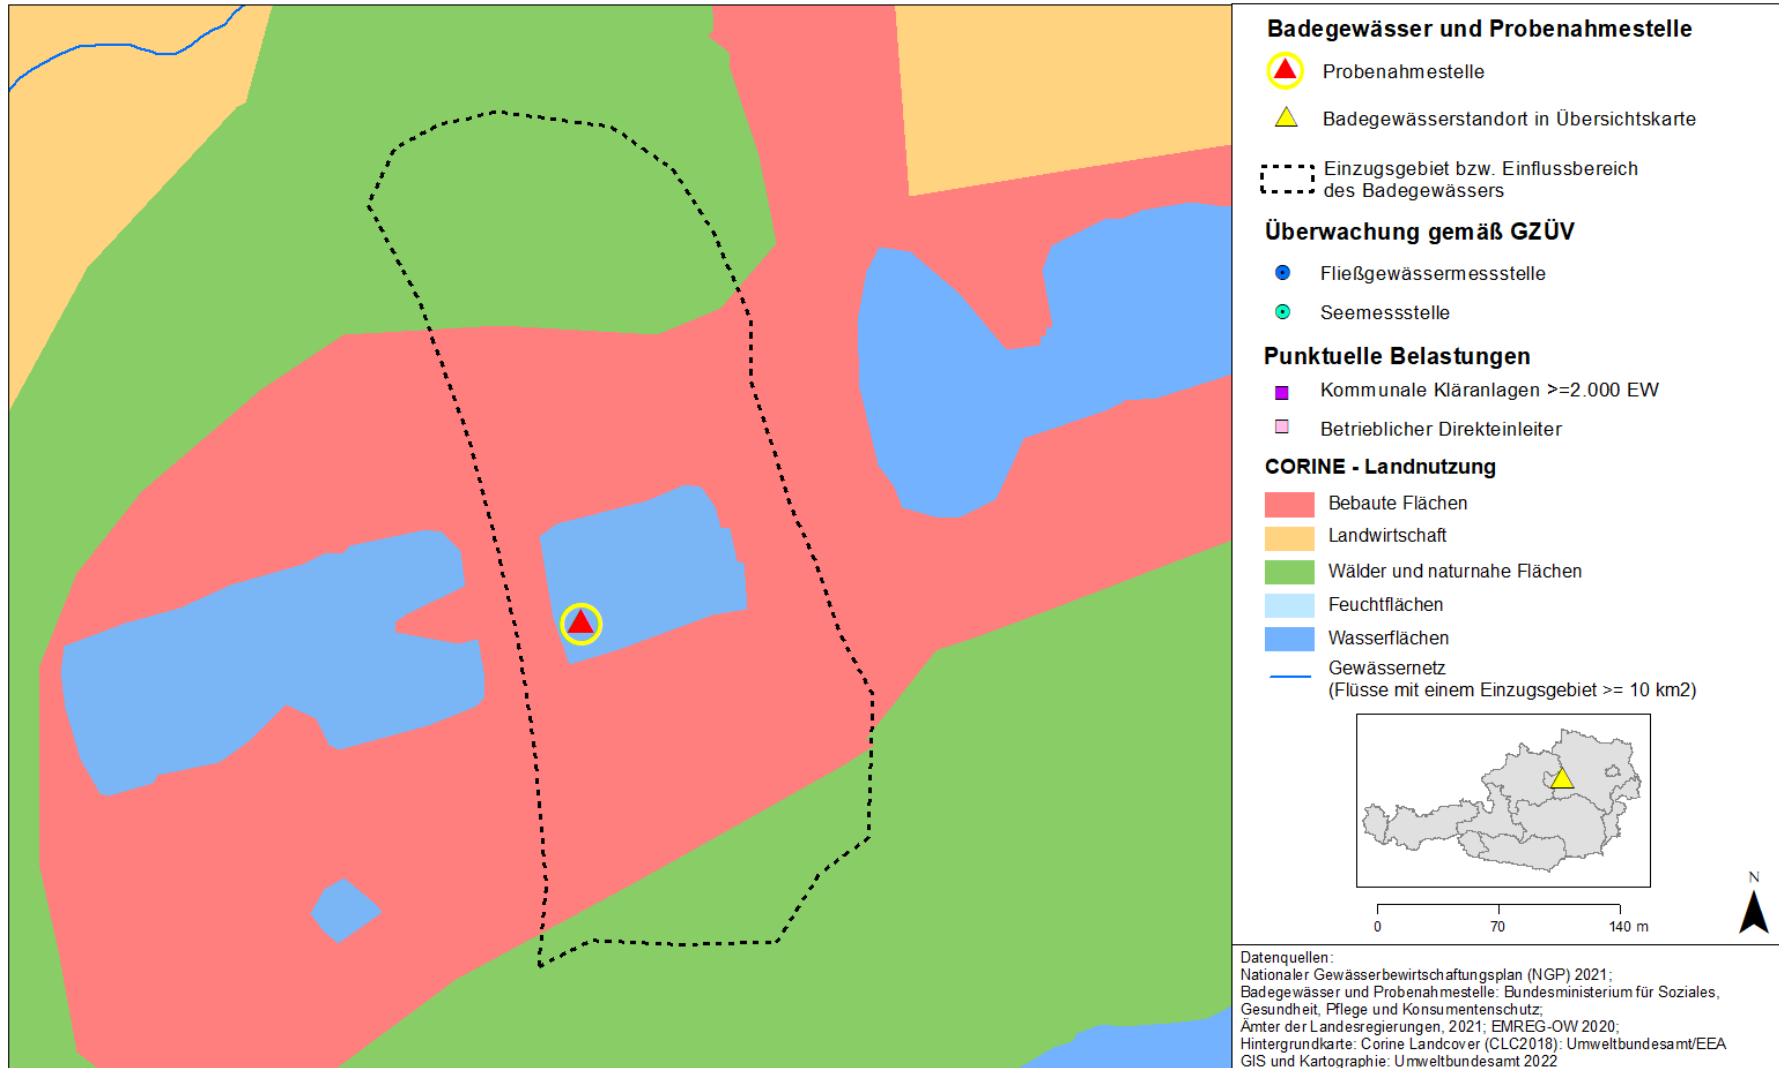 Badegewässer und Probenahmestelle
Probenahmestelle
Badegewässerstandort in Übersichtskarte
Einzugsgebiet bzw. Einflussbereich
des Badegewässers
Überwachung gemäß GZÜV
Fließgewässermessstelle
Seemessstelle
Punktuelle Belastungen
Kommunale Kläranlagen >=2.000 EW
Betrieblicher Direkteinleiter
CORINE - Landnutzung
Bebaute Flächen
Landwirtschaft
Wälder und naturnahe Flächen
Feuchtflächen
Wasserflächen
Gewässernetz
(Flüsse mit einem Einzugsgebiet >= 10 km2)
N
0 70 140 m
Datenquellen:
Nationaler Gewässerbewirtschaftungsplan (NGP) 2021;
Badegewässer und Probenahmestelle: Bundesministerium für Soziales,
Gesundheit, Pflege und Konsumentenschutz;
Ämter der Landesregierungen, 2021; EMREG-OW 2020;
Hintergrundkarte: Corine Landcover (CLC2018): Umweltbundesamt/EEA
GIS und Kartographie: Umweltbundesamt 2022